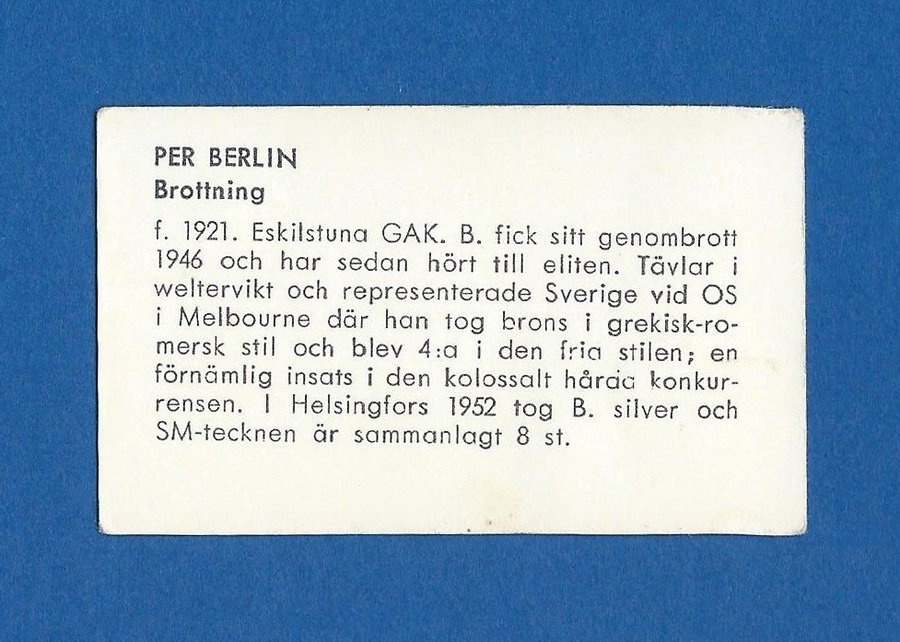 PER BERLIN
Brottning
f. 1921. Eskilstuna GAK. B. fick sitt genombrott
1946 och har sedan hört till eliten. Tävlar i
weltervikt och representerade Sverige vid OS
i Melbourne där han tog brons i grekisk-ro-
mersk stil och blev 4:a i den fria stilen; en
förnämlig insats i den kolossalt hårda konkur-
rensen. I Helsingfors 1952 tog B. silver och
SM-tecknen är sammanlagt 8 st.